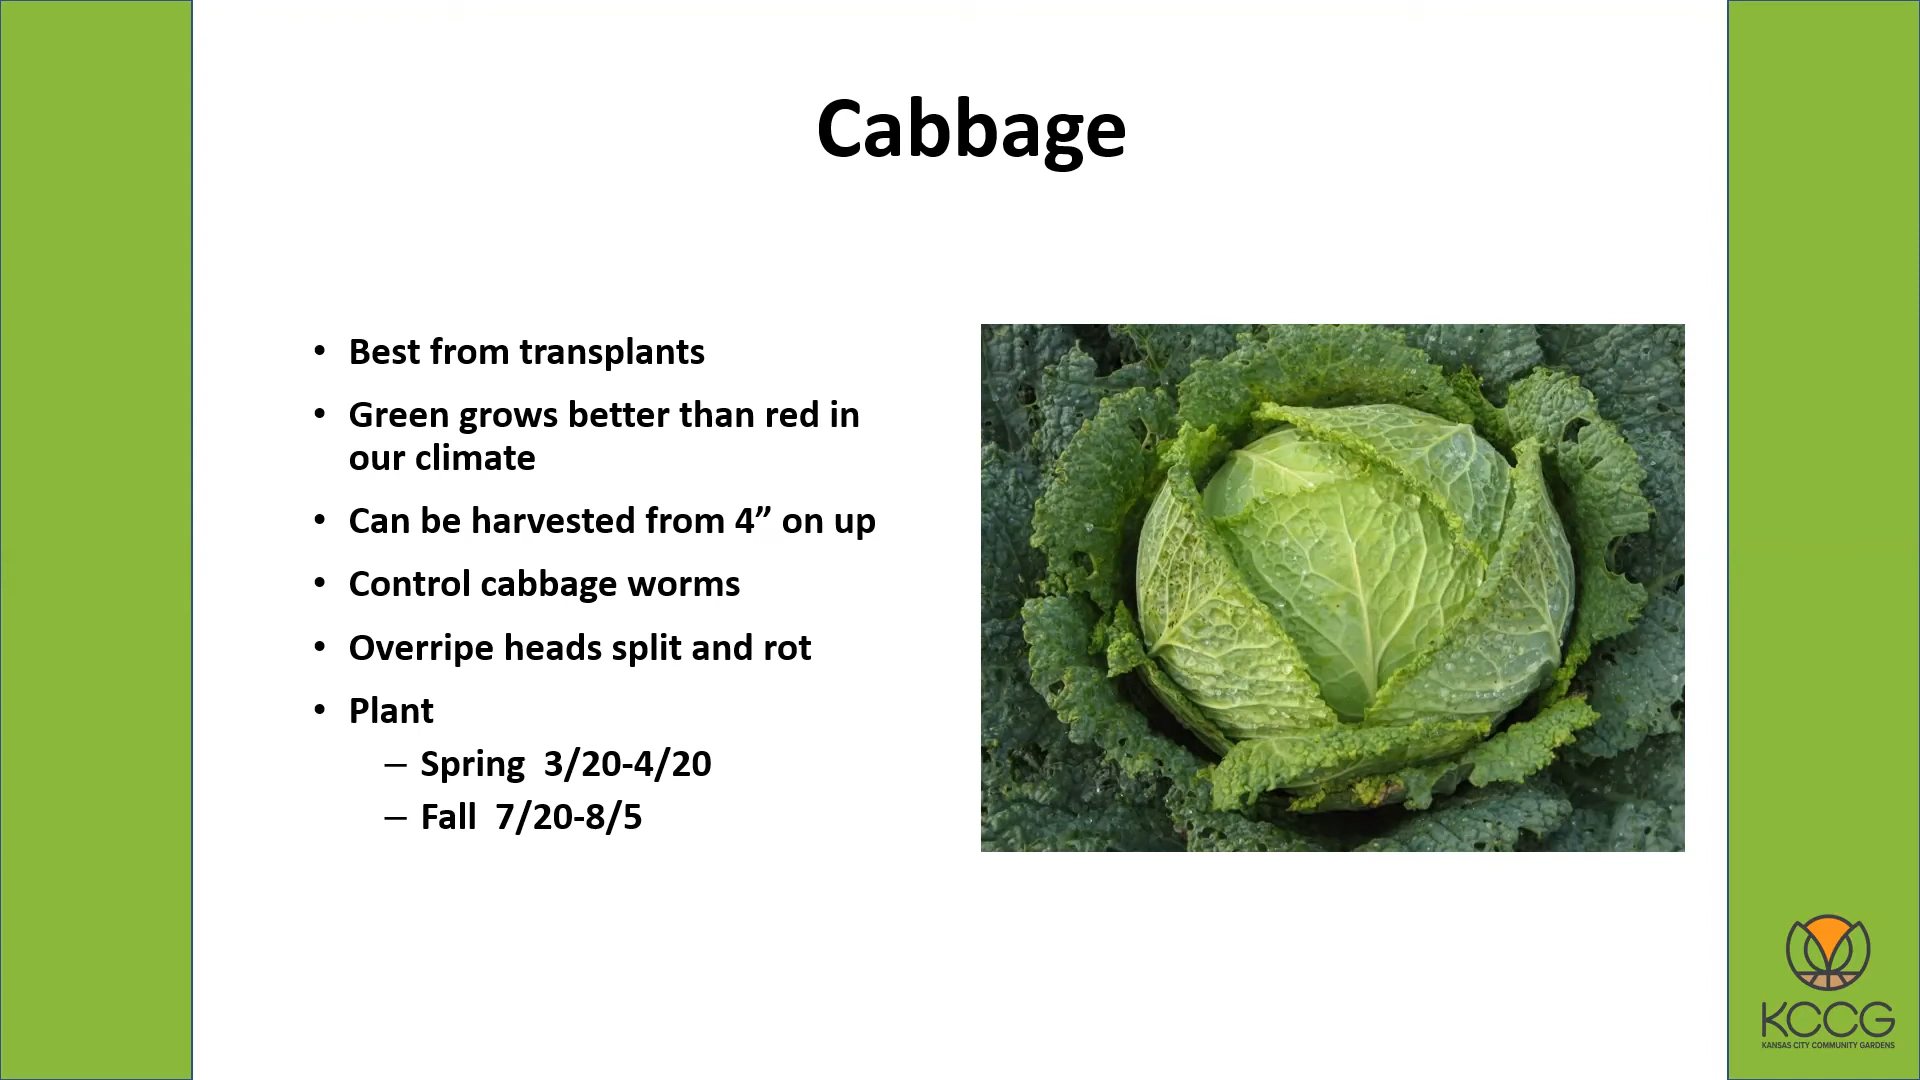 Cabbage
• Best from transplants
• Green grows better than red in
our climate
• Can be harvested from 4” on up
• Control cabbage worms
• Overripe heads split and rot
• Plant
– Spring  3/20-4/20
– Fall  7/20-8/5
KCCG
KANSAS CITY COMMUNITY GARDENS